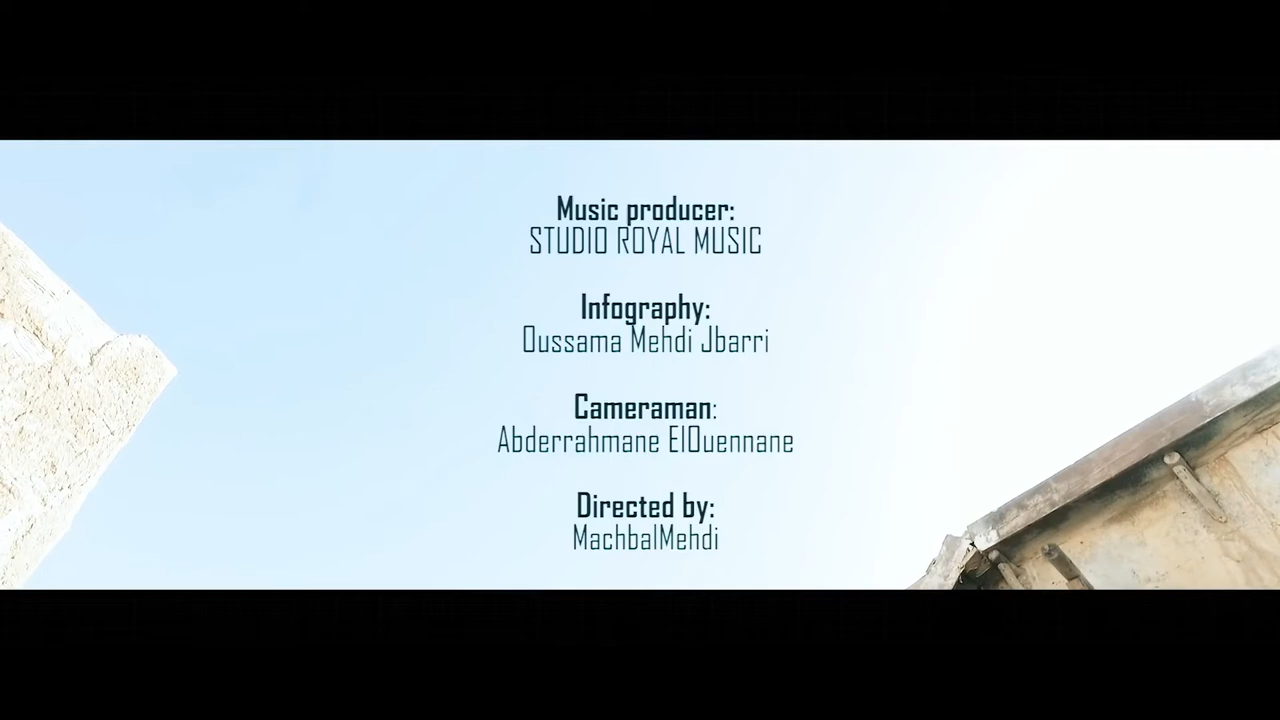 Music producer:
STUDIO ROYAL MUSIC
Infography:
Oussama Mehdi Jbarri
Cameraman:
Abderrahmane ElOuennane
Directed by:
MachbalMehdi